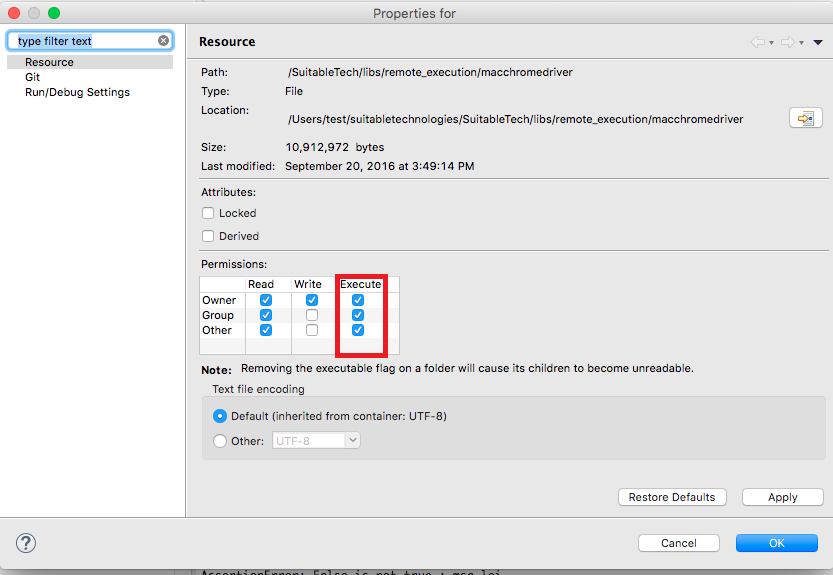 Properties for
type filter text
Resource
Git
Run/Debug Settings
Resource
Path: /SuitableTech/libs/remote_execution/macchromedriver
Type: File
Location:
/Users/test/suitabletechnologies/SuitableTech/libs/remote_execution/macchromedriver
Size: 10,912,972 bytes
Last modified: September 20, 2016 at 3:49:14 PM
Attributes:
Locked
Derived
Permissions:
Read Write Execute
Owner
Group
Other
Note: Removing the executable flag on a folder will cause its children to become unreadable.
Text file encoding
Default (inherited from container: UTF-8)
Other: UTF-8
Restore Defaults Apply
? Cancel OK
AssertionError: False is not true : msg